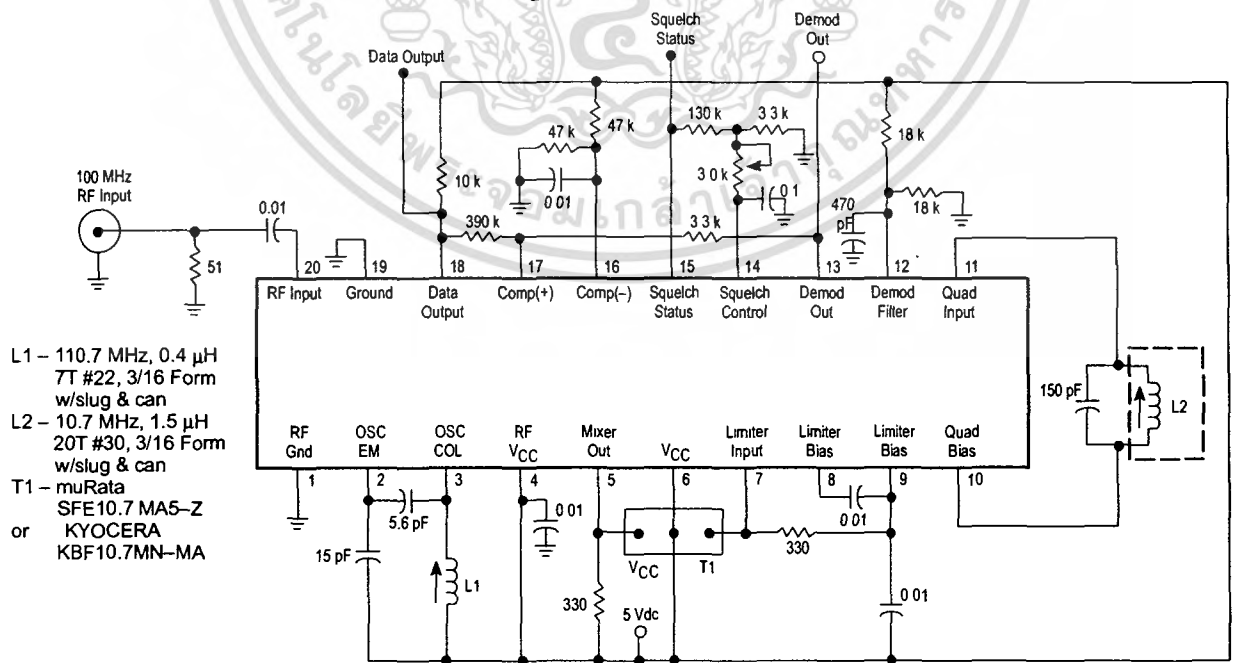 Squelch
Status
Demod
Out
Data Output
130 k
3 3 k
47 k
47 k
18 k
10 k
3 0 k
0 1
0 01
100 MHz
RF Input
0.01
51
390 k
3 3 k
470
pF
18 k
20
19
18
17
16
15
14
13
12
11
RF Input
Ground
Data
Output
Comp(+)
Comp(–)
Squelch
Status
Squelch
Control
Demod
Out
Demod
Filter
Quad
Input
L1 – 110.7 MHz, 0.4 µH
7T #22, 3/16 Form
w/slug & can
L2 – 10.7 MHz, 1.5 µH
20T #30, 3/16 Form
w/slug & can
T1 – muRata
SFE10.7 MA5–Z
or KYOCERA
KBF10.7MN–MA
150 pF
L2
RF
Gnd
OSC
EM
OSC
COL
RF
VCC
Mixer
Out
VCC
Limiter
Input
Limiter
Bias
Limiter
Bias
Quad
Bias
1
2
3
4
5
6
7
8
9
10
5.6 pF
0 01
0 01
15 pF
L1
VCC
T1
330
330
5 Vdc
0 01